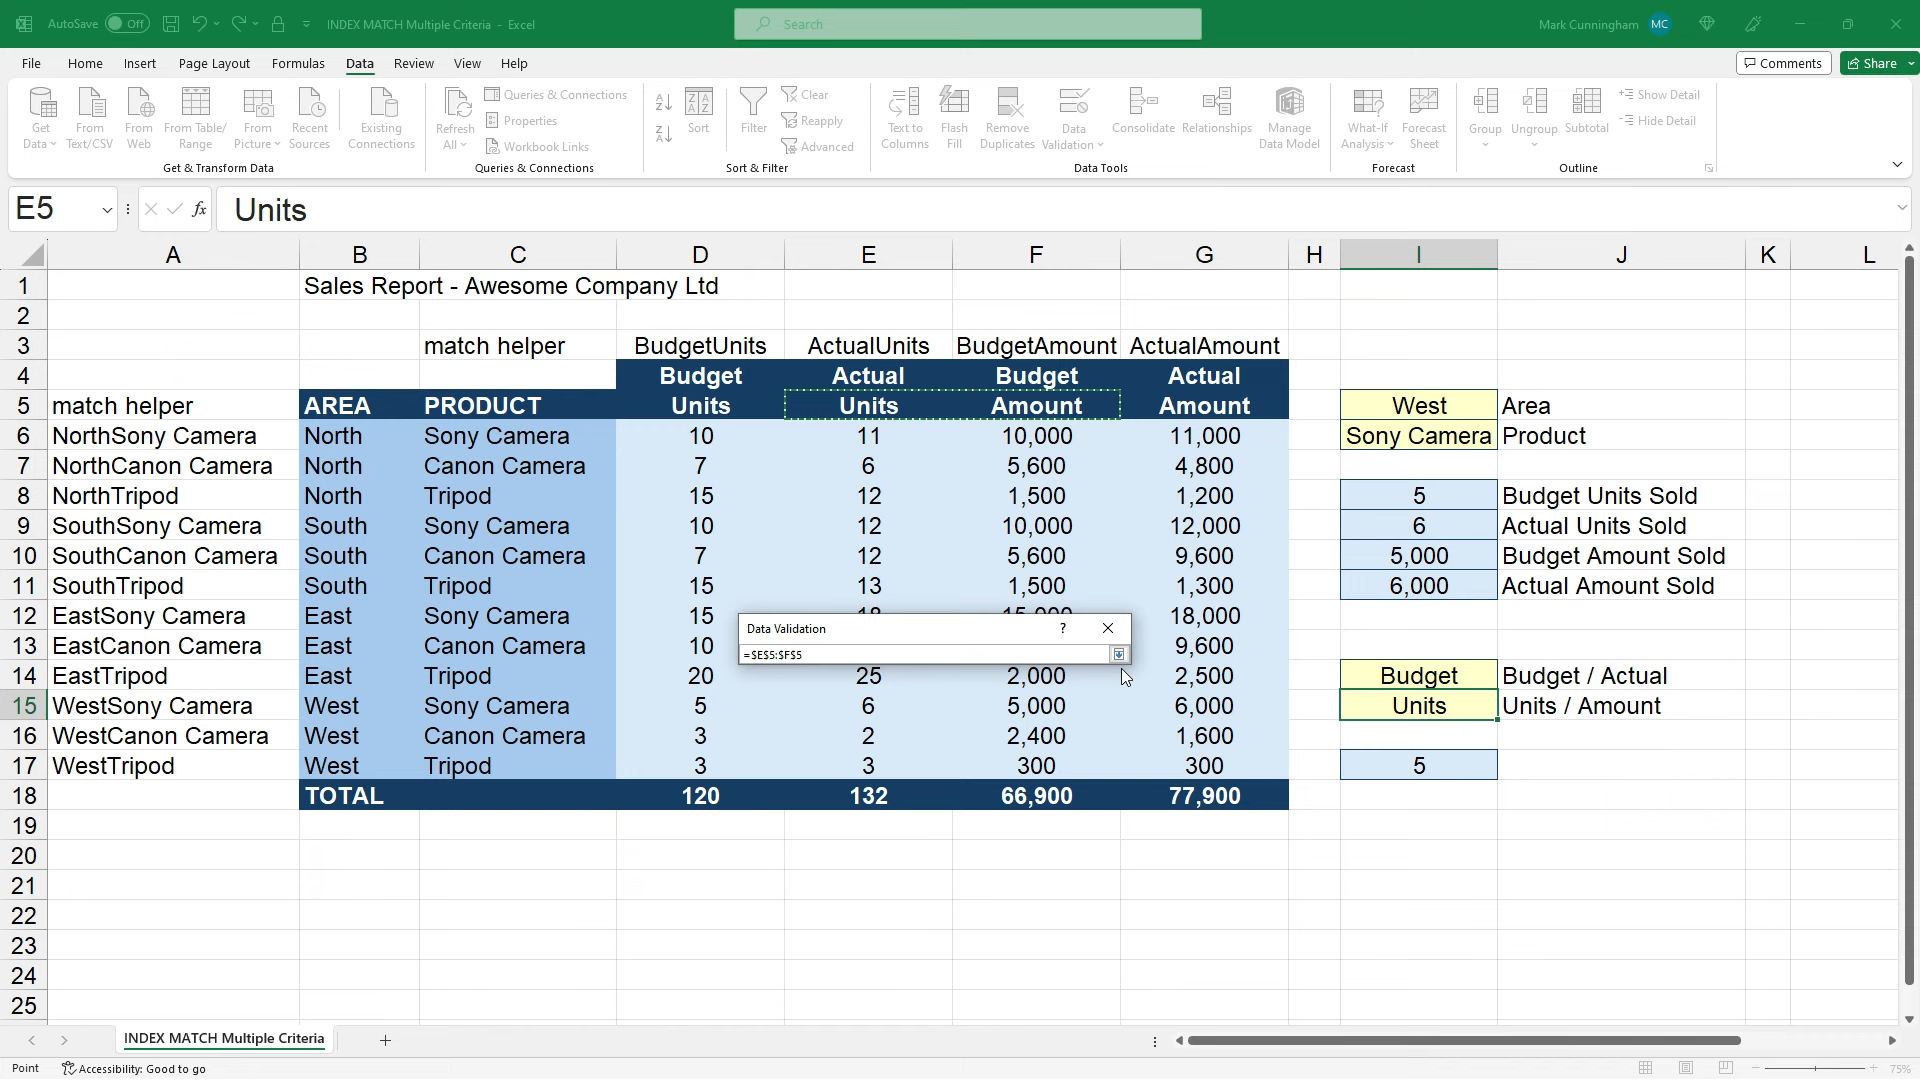 AutoSave Off INDEX MATCH Multiple Criteria - Excel Search Mark Cunningham MC
File Home Insert Page Layout Formulas Data Review View Help Comments Share
Get Data From Text/CSV From Web From Table/ Range From Picture Recent Sources Existing Connections
Get & Transform Data
Refresh All Queries & Connections Properties Workbook Links
Queries & Connections
Sort Filter Clear Reapply Advanced
Sort & Filter
Text to Columns Flash Fill Remove Duplicates Data Validation Consolidate Relationships Manage Data Model
Data Tools
What-If Analysis Forecast Sheet
Forecast
Group Ungroup Subtotal Show Detail Hide Detail
Outline
E5 fx Units
A B C D E F G H I J K L
1 Sales Report - Awesome Company Ltd
2
3 match helper BudgetUnits ActualUnits BudgetAmount ActualAmount
4 Budget Actual Budget Actual
5 match helper AREA PRODUCT Units Units Amount Amount West Area
6 NorthSony Camera North Sony Camera 10 11 10,000 11,000 Sony Camera Product
7 NorthCanon Camera North Canon Camera 7 6 5,600 4,800
8 NorthTripod North Tripod 15 12 1,500 1,200 5 Budget Units Sold
9 SouthSony Camera South Sony Camera 10 12 10,000 12,000 6 Actual Units Sold
10 SouthCanon Camera South Canon Camera 7 12 5,600 9,600 5,000 Budget Amount Sold
11 SouthTripod South Tripod 15 13 1,500 1,300 6,000 Actual Amount Sold
12 EastSony Camera East Sony Camera 15 18 15,000 18,000
Data Validation ?
13 EastCanon Camera East Canon Camera 10 9,600
=$E$5:$F$5
14 EastTripod East Tripod 20 25 2,000 2,500 Budget Budget / Actual
15 WestSony Camera West Sony Camera 5 6 5,000 6,000 Units Units / Amount
16 WestCanon Camera West Canon Camera 3 2 2,400 1,600
17 WestTripod West Tripod 3 3 300 300 5
18 TOTAL 120 132 66,900 77,900
19
20
21
22
23
24
25
INDEX MATCH Multiple Criteria
Point Accessibility: Good to go 75%